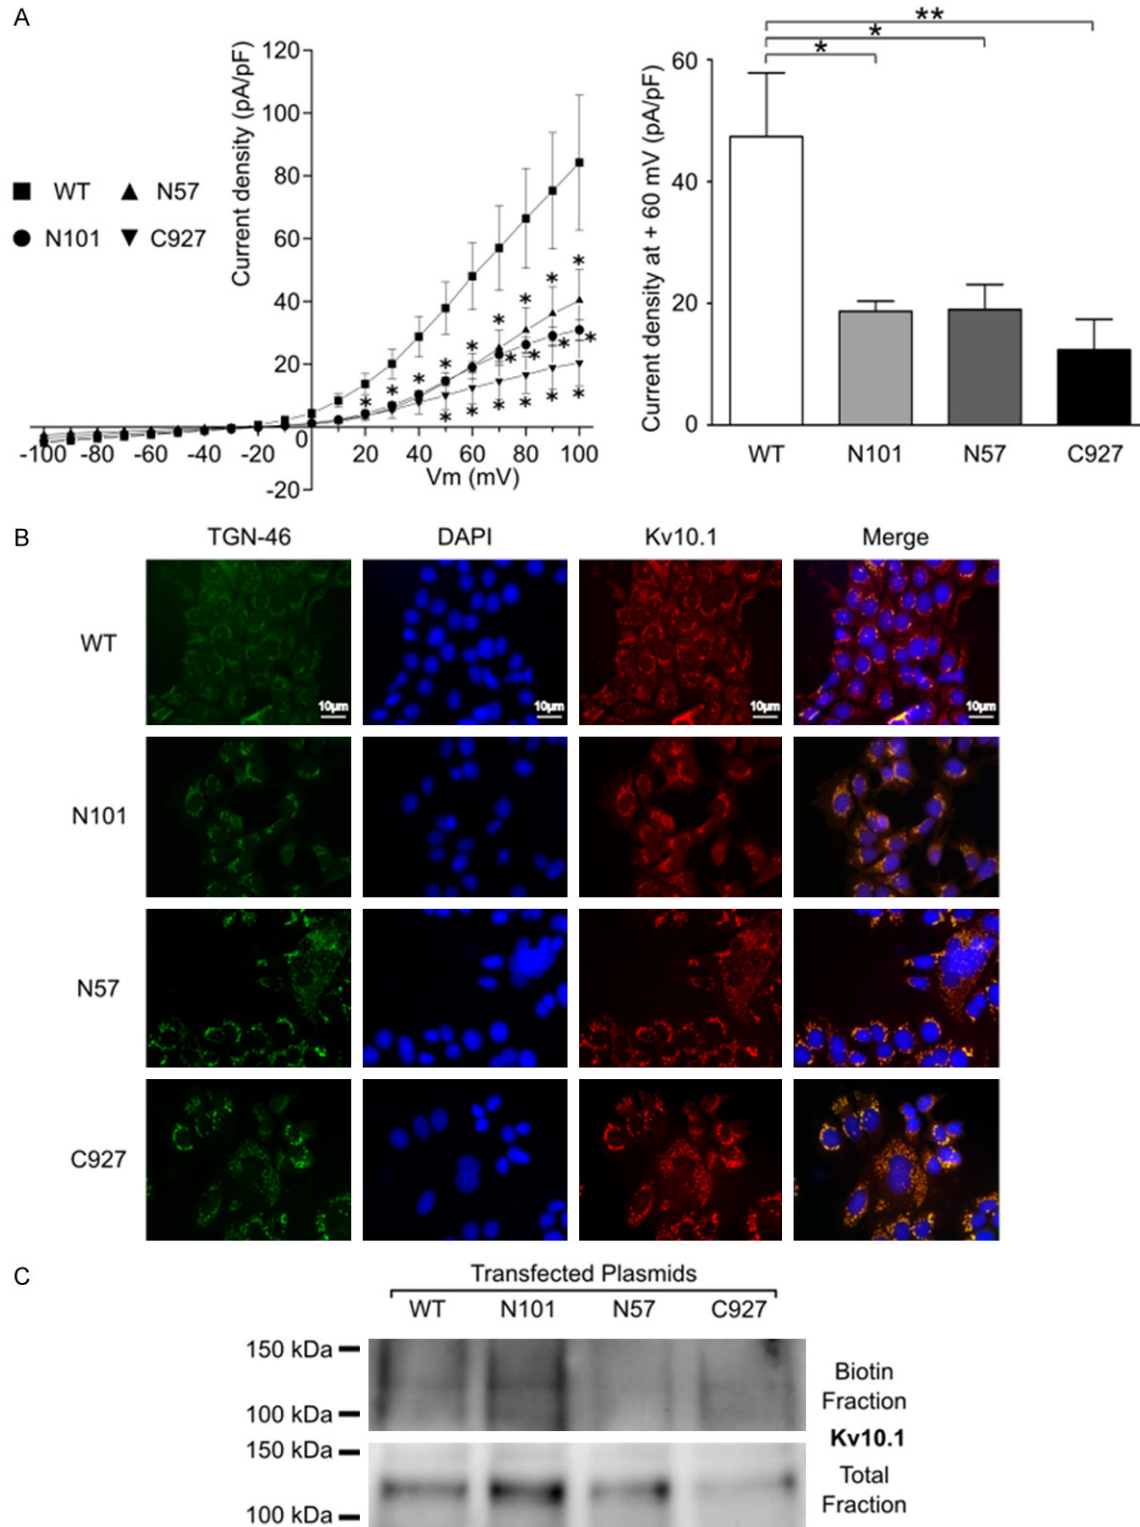 A
Current density (pA/pF)
120
100
80
60
40
20
0
-20
-100 -80 -60 -40 -20 20 40 60 80 100
Vm (mV)
WT N57
N101 C927
* * * * * * * * *
* * *
* * * * * *
Current density at + 60 mV (pA/pF)
60
40
20
0
**
*
*
WT N101 N57 C927
B
TGN-46 DAPI Kv10.1 Merge
WT
10µm 10µm 10µm 10µm
N101
N57
C927
C
Transfected Plasmids
WT N101 N57 C927
150 kDa
100 kDa
Biotin
Fraction
Kv10.1
150 kDa
100 kDa
Total
Fraction